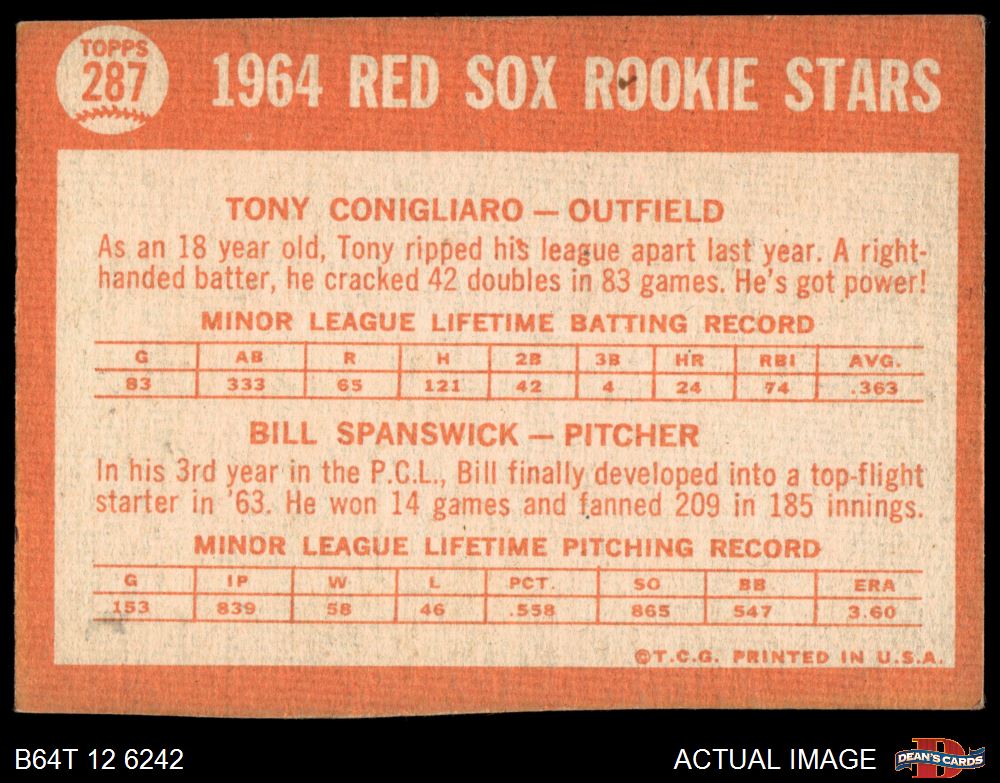 TOPPS
287
1964 RED SOX ROOKIE STARS
TONY CONIGLIARO — OUTFIELD
As an 18 year old, Tony ripped his league apart last year. A right-
handed batter, he cracked 42 doubles in 83 games. He's got power!
MINOR LEAGUE LIFETIME BATTING RECORD
G AB R H 2B 3B HR RBI AVG.
83 333 65 121 42 4 24 74 .363
BILL SPANSWICK — PITCHER
In his 3rd year in the P.C.L., Bill finally developed into a top-flight
starter in '63. He won 14 games and fanned 209 in 185 innings.
MINOR LEAGUE LIFETIME PITCHING RECORD
G IP W L PCT. SO BB ERA
153 839 58 46 .558 865 547 3.60
©T.C.G. PRINTED IN U.S.A.
B64T 12 6242
ACTUAL IMAGE
D
DEAN'S CARDS